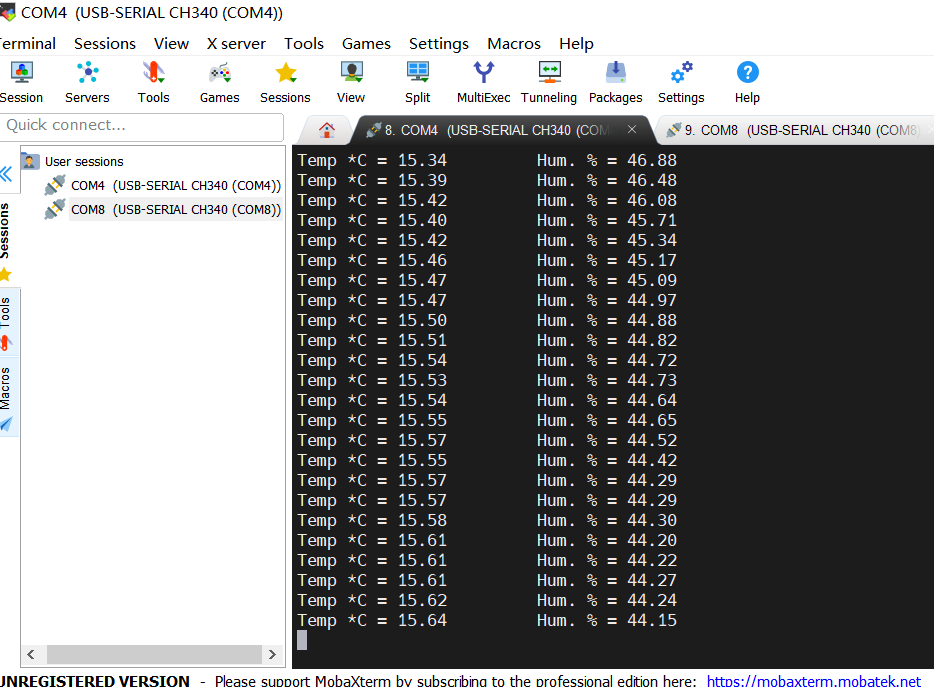 COM4 (USB-SERIAL CH340 (COM4))
Terminal Sessions View X server Tools Games Settings Macros Help
Session Servers Tools Games Sessions View Split MultiExec Tunneling Packages Settings Help
Quick connect...
8. COM4 (USB-SERIAL CH340 (COM × 9. COM8 (USB-SERIAL CH340 (COM8
User sessions
COM4 (USB-SERIAL CH340 (COM4))
COM8 (USB-SERIAL CH340 (COM8))
Sessions
Tools
Macros
Temp *C = 15.34 Hum. % = 46.88
Temp *C = 15.39 Hum. % = 46.48
Temp *C = 15.42 Hum. % = 46.08
Temp *C = 15.40 Hum. % = 45.71
Temp *C = 15.42 Hum. % = 45.34
Temp *C = 15.46 Hum. % = 45.17
Temp *C = 15.47 Hum. % = 45.09
Temp *C = 15.47 Hum. % = 44.97
Temp *C = 15.50 Hum. % = 44.88
Temp *C = 15.51 Hum. % = 44.82
Temp *C = 15.54 Hum. % = 44.72
Temp *C = 15.53 Hum. % = 44.73
Temp *C = 15.54 Hum. % = 44.64
Temp *C = 15.55 Hum. % = 44.65
Temp *C = 15.57 Hum. % = 44.52
Temp *C = 15.55 Hum. % = 44.42
Temp *C = 15.57 Hum. % = 44.29
Temp *C = 15.57 Hum. % = 44.29
Temp *C = 15.58 Hum. % = 44.30
Temp *C = 15.61 Hum. % = 44.20
Temp *C = 15.61 Hum. % = 44.22
Temp *C = 15.61 Hum. % = 44.27
Temp *C = 15.62 Hum. % = 44.24
Temp *C = 15.64 Hum. % = 44.15
UNREGISTERED VERSION - Please support MobaXterm by subscribing to the professional edition here: https://mobaxterm.mobatek.net